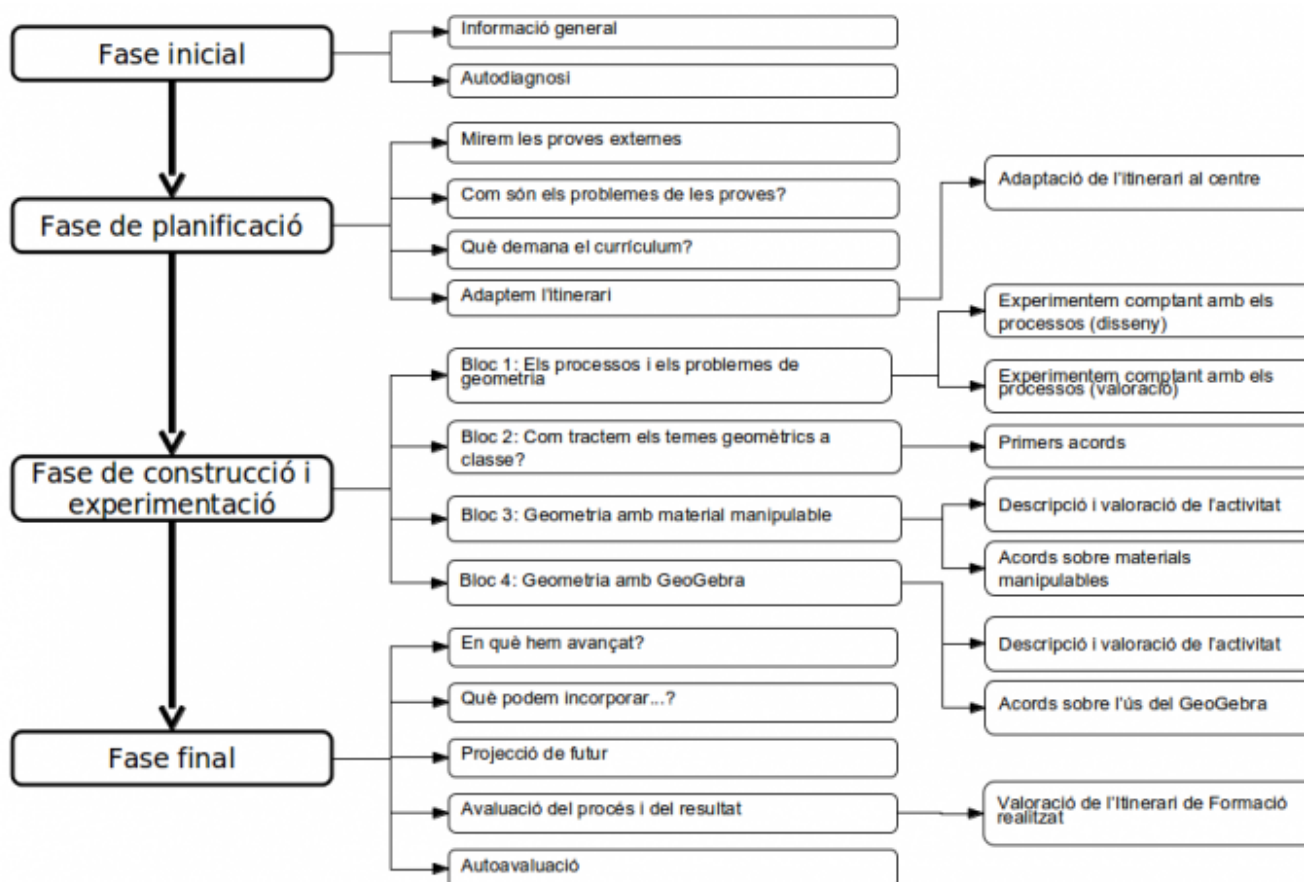 Fase inicial
Informació general
Autodiagnosi
Fase de planificació
Mirem les proves externes
Com són els problemes de les proves?
Què demana el currículum?
Adaptem l'itinerari
Adaptació de l'itinerari al centre
Fase de construcció i
experimentació
Bloc 1: Els processos i els problemes de
geometria
Experimentem comptant amb els
processos (disseny)
Experimentem comptant amb els
processos (valoració)
Bloc 2: Com tractem els temes geomètrics a
classe?
Primers acords
Bloc 3: Geometria amb material manipulable
Descripció i valoració de l'activitat
Acords sobre materials
manipulables
Bloc 4: Geometria amb GeoGebra
Descripció i valoració de l'activitat
Acords sobre l'ús del GeoGebra
Fase final
En què hem avançat?
Què podem incorporar...?
Projecció de futur
Avaluació del procés i del resultat
Valoració de l'Itinerari de Formació
realitzat
Autoavaluació